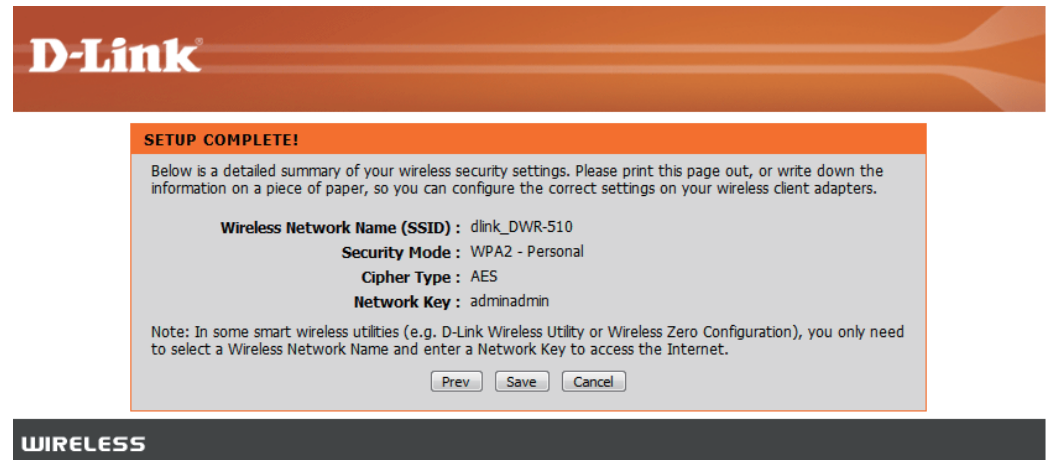 D-Link®
SETUP COMPLETE!
Below is a detailed summary of your wireless security settings. Please print this page out, or write down the
information on a piece of paper, so you can configure the correct settings on your wireless client adapters.
Wireless Network Name (SSID) : dlink_DWR-510
Security Mode : WPA2 - Personal
Cipher Type : AES
Network Key : adminadmin
Note: In some smart wireless utilities (e.g. D-Link Wireless Utility or Wireless Zero Configuration), you only need
to select a Wireless Network Name and enter a Network Key to access the Internet.
Prev Save Cancel
WIRELESS